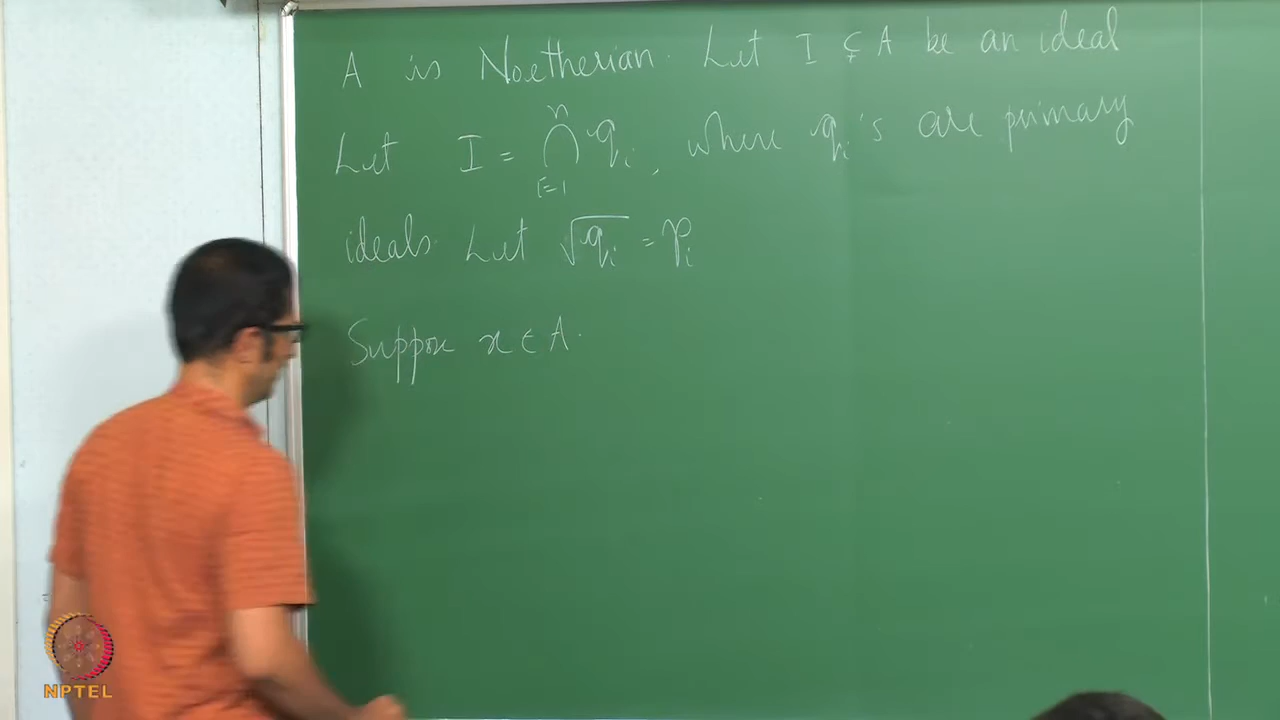 A is Noetherian. Let I ⊊ A be an ideal
Let I = ⋂_{i=1}^{n} q_i, where q_i's are primary
ideals. Let √q_i = p_i
Suppose x ∈ A.
NPTEL